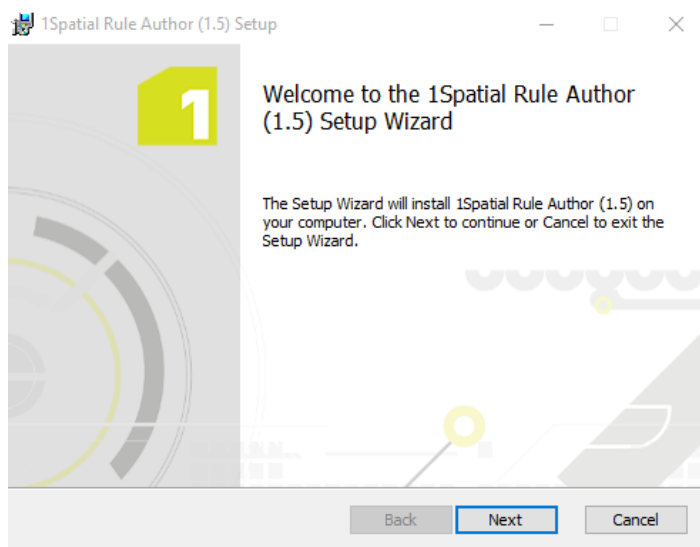 1Spatial Rule Author (1.5) Setup
1
Welcome to the 1Spatial Rule Author
(1.5) Setup Wizard
The Setup Wizard will install 1Spatial Rule Author (1.5) on
your computer. Click Next to continue or Cancel to exit the
Setup Wizard.
Back
Next
Cancel